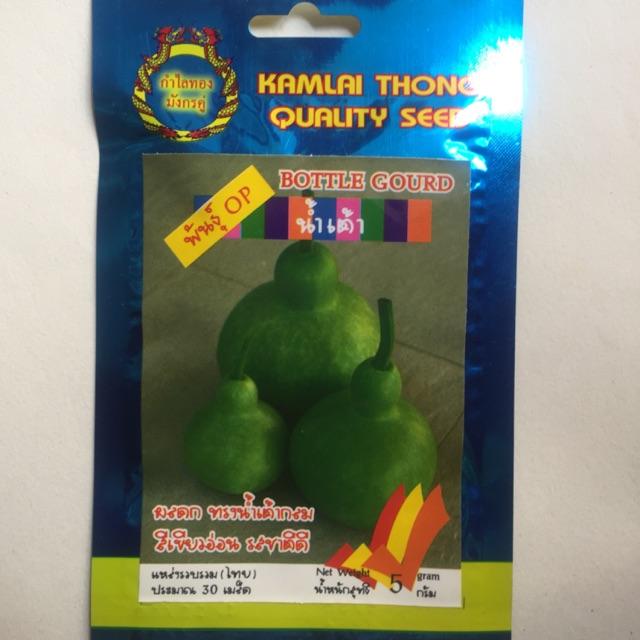 กำไลทอง
มังกรคู่
KAMLAI THONG
QUALITY SEED
BOTTLE GOURD
พันธุ์ OP
น้ำเต้า
ผลดก ทรงน้ำเต้ากลม
สีเขียวอ่อน รสชาติดี
แหล่งรวบรวม (ไทย)
ประมาณ 30 เมล็ด
Net Weight 5 gram
น้ำหนักสุทธิ กรัม